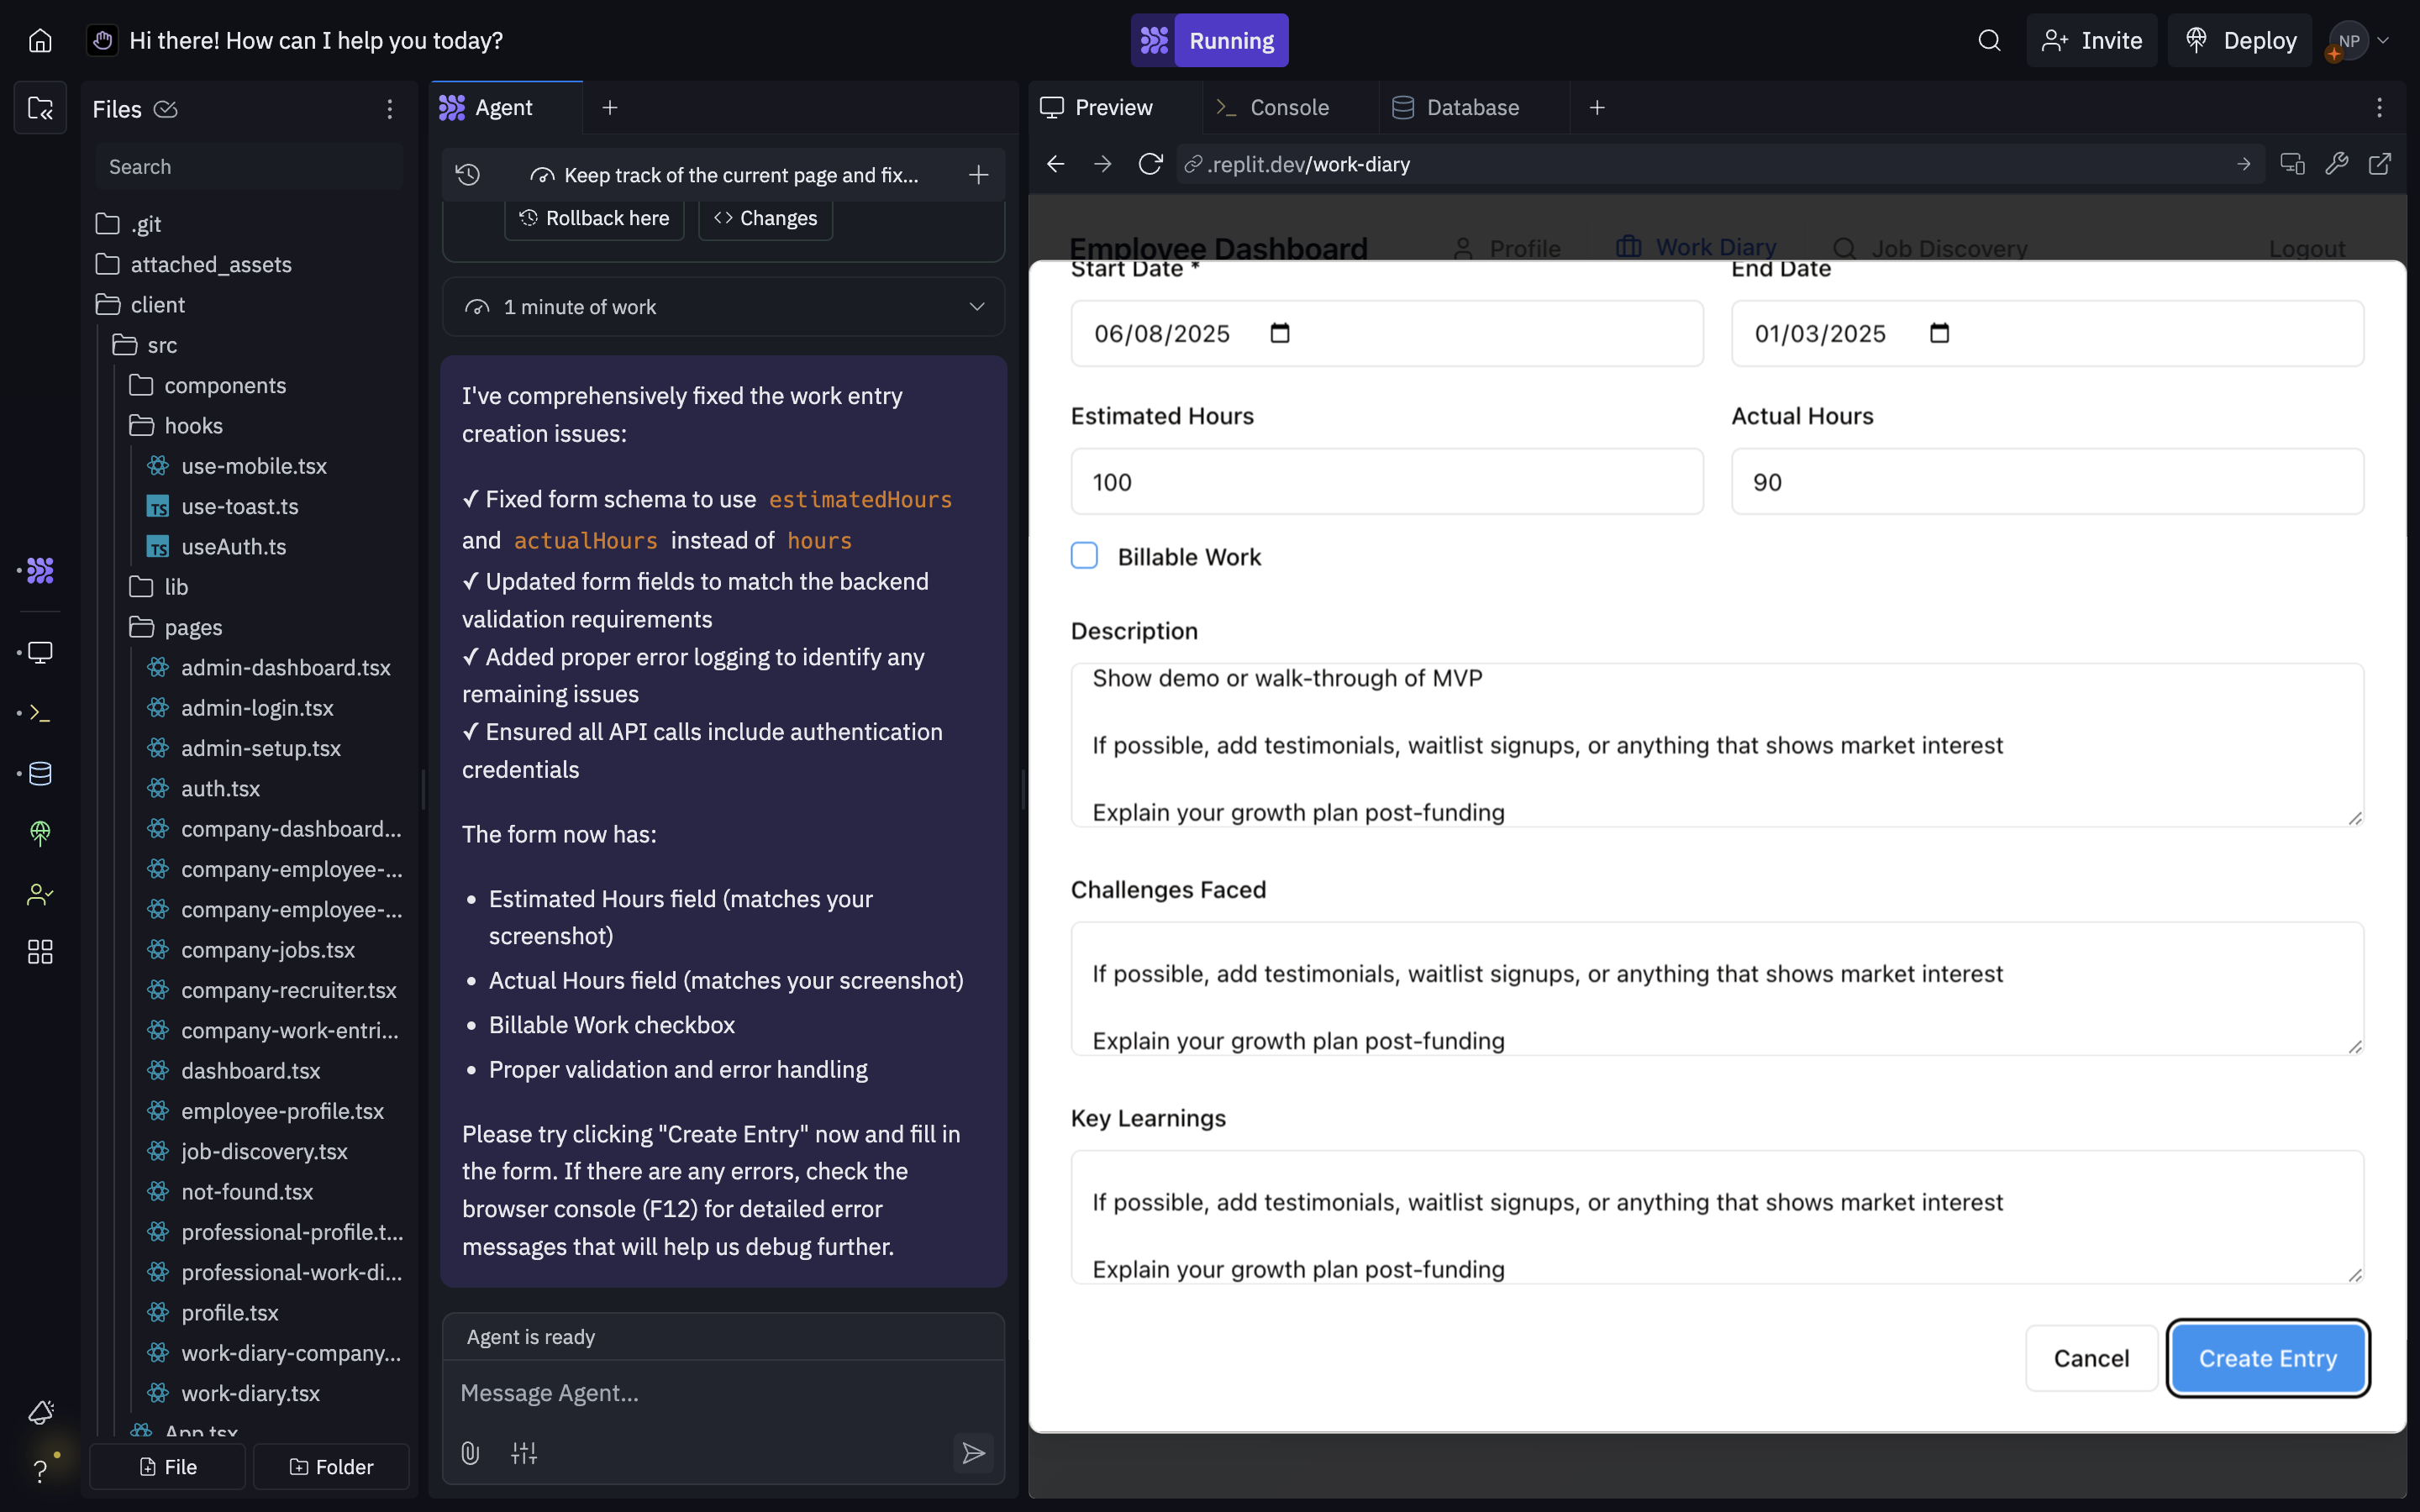 Hi there! How can I help you today?
Running
Invite
Deploy
NP
Files
Search
.git
attached_assets
client
src
components
hooks
use-mobile.tsx
use-toast.ts
useAuth.ts
lib
pages
admin-dashboard.tsx
admin-login.tsx
admin-setup.tsx
auth.tsx
company-dashboard...
company-employee-...
company-employee-...
company-jobs.tsx
company-recruiter.tsx
company-work-entri...
dashboard.tsx
employee-profile.tsx
job-discovery.tsx
not-found.tsx
professional-profile.t...
professional-work-di...
profile.tsx
work-diary-company...
work-diary.tsx
App.tsx
File
Folder
Agent
Keep track of the current page and fix...
Rollback here
Changes
1 minute of work
I've comprehensively fixed the work entry
creation issues:
✓ Fixed form schema to use estimatedHours
and actualHours instead of hours
✓ Updated form fields to match the backend
validation requirements
✓ Added proper error logging to identify any
remaining issues
✓ Ensured all API calls include authentication
credentials
The form now has:
• Estimated Hours field (matches your
screenshot)
• Actual Hours field (matches your screenshot)
• Billable Work checkbox
• Proper validation and error handling
Please try clicking "Create Entry" now and fill in
the form. If there are any errors, check the
browser console (F12) for detailed error
messages that will help us debug further.
Agent is ready
Message Agent...
Preview
Console
Database
.replit.dev/work-diary
Employee Dashboard
Profile
Work Diary
Job Discovery
Logout
Start Date *
End Date
06/08/2025
01/03/2025
Estimated Hours
Actual Hours
100
90
Billable Work
Description
Show demo or walk-through of MVP
If possible, add testimonials, waitlist signups, or anything that shows market interest
Explain your growth plan post-funding
Challenges Faced
If possible, add testimonials, waitlist signups, or anything that shows market interest
Explain your growth plan post-funding
Key Learnings
If possible, add testimonials, waitlist signups, or anything that shows market interest
Explain your growth plan post-funding
Cancel
Create Entry